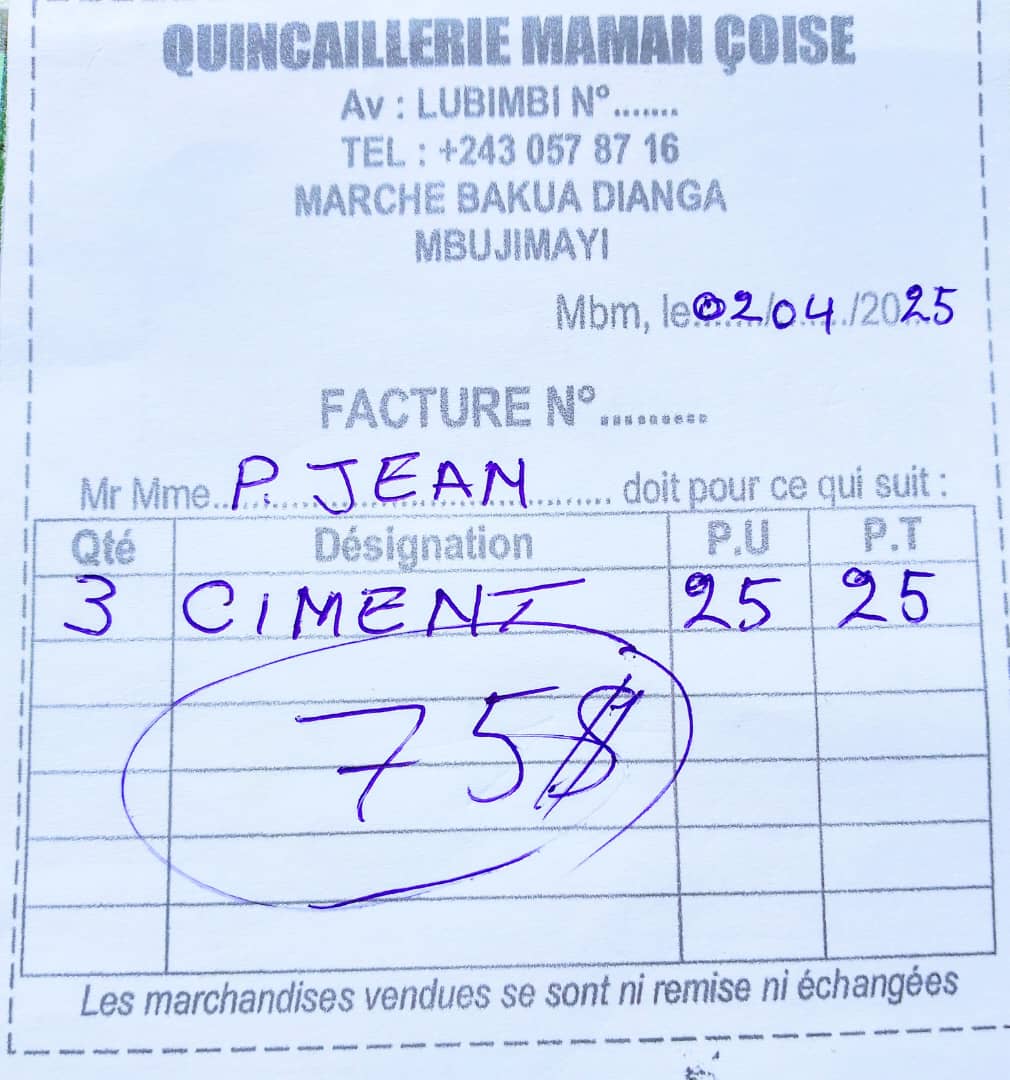 QUINCAILLERIE MAMAN ÇOISE
Av : LUBIMBI N°.......
TEL : +243 057 87 16
MARCHE BAKUA DIANGA
MBUJIMAYI
Mbm, le 02/04/2025
FACTURE N°..........
Mr Mme..P. JEAN.......... doit pour ce qui suit :
Qté Désignation P.U P.T
3 CIMENT 25 25
75$
Les marchandises vendues se sont ni remise ni échangées